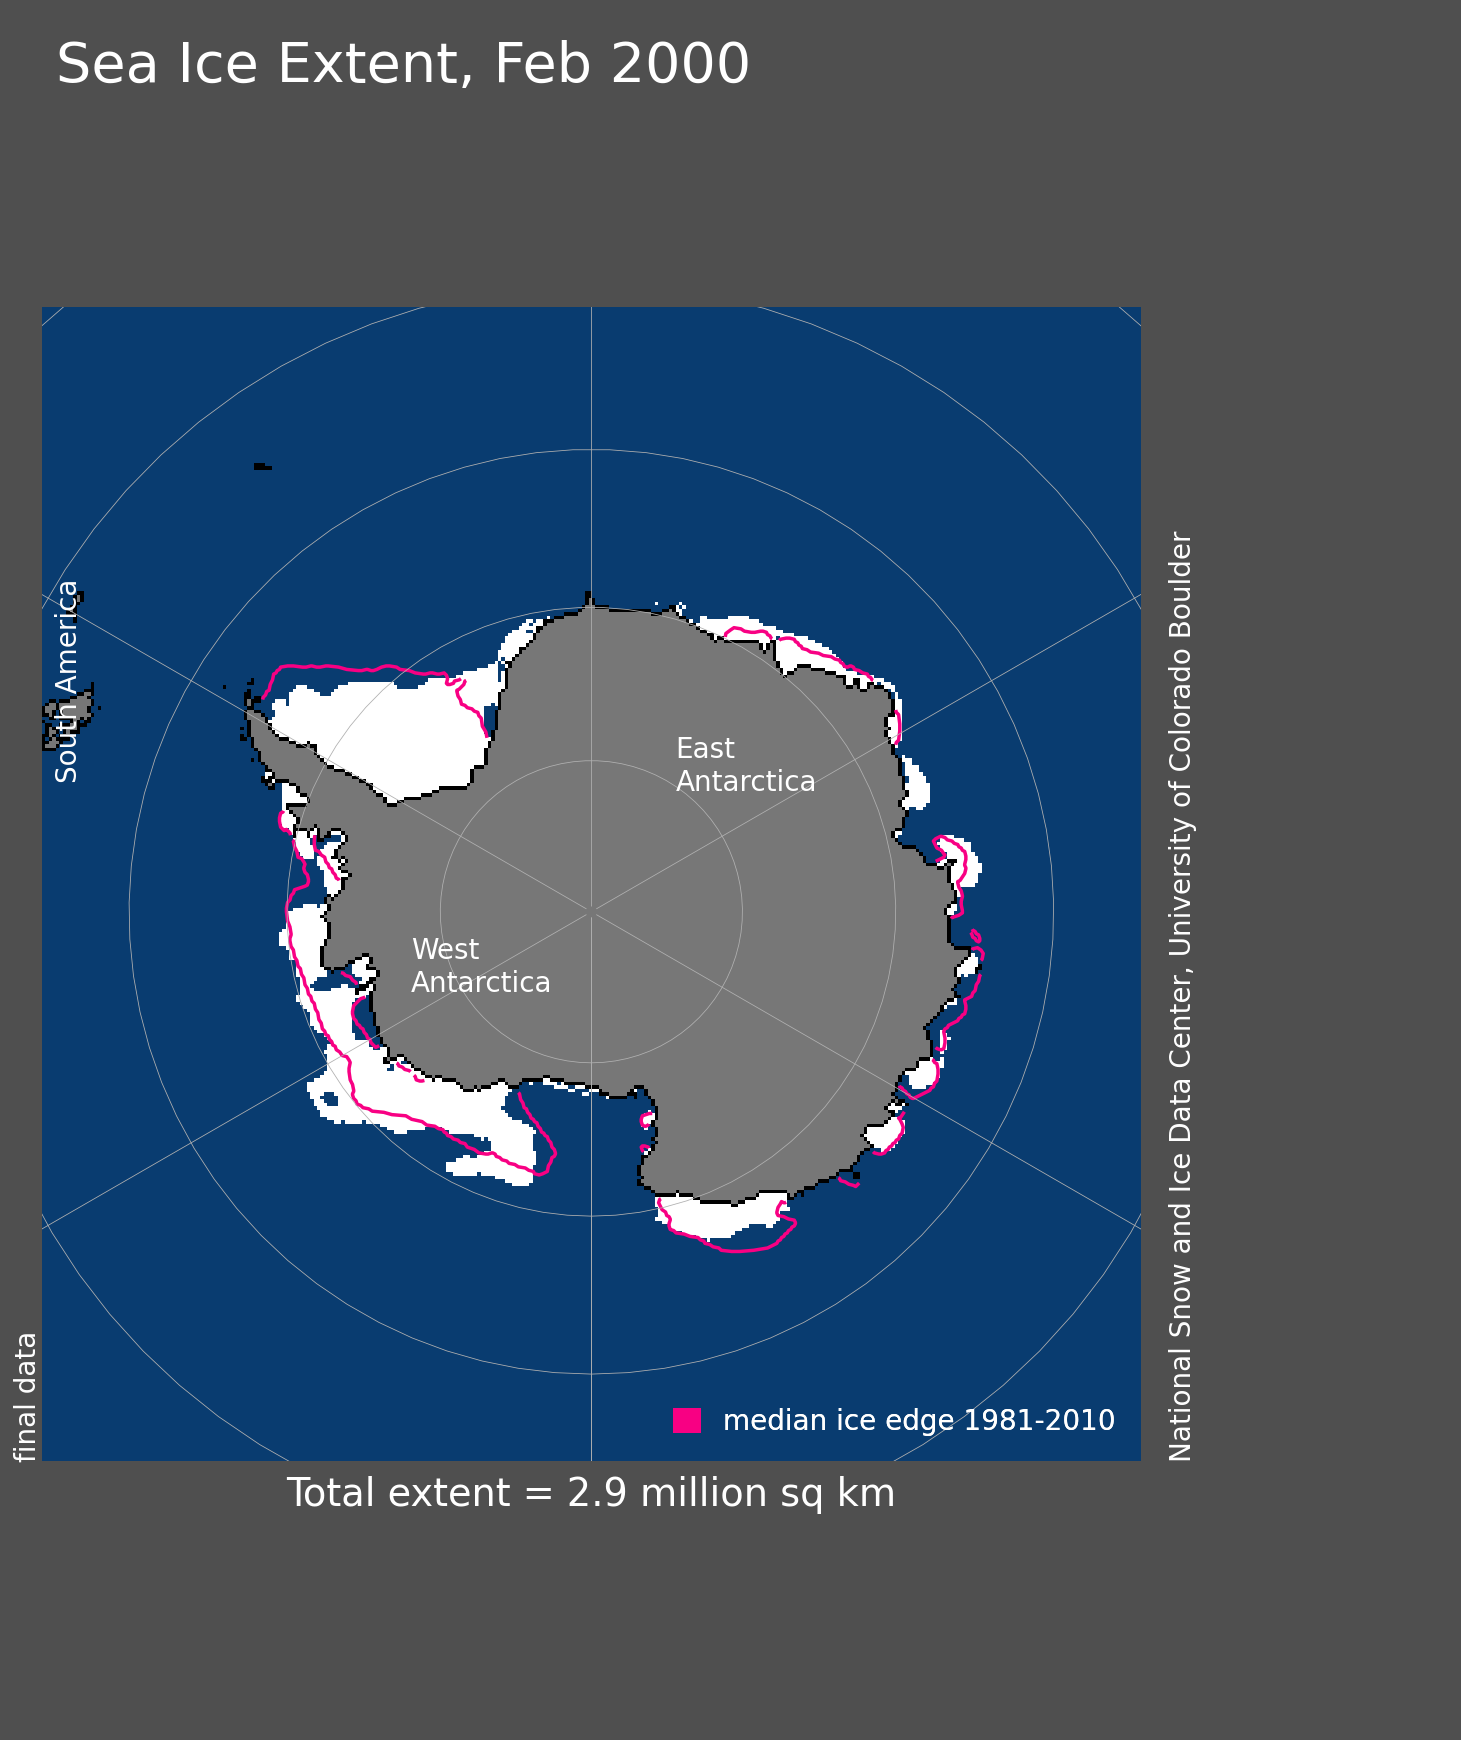 Sea Ice Extent, Feb 2000
South America
East
Antarctica
West
Antarctica
median ice edge 1981-2010
final data
National Snow and Ice Data Center, University of Colorado Boulder
Total extent = 2.9 million sq km